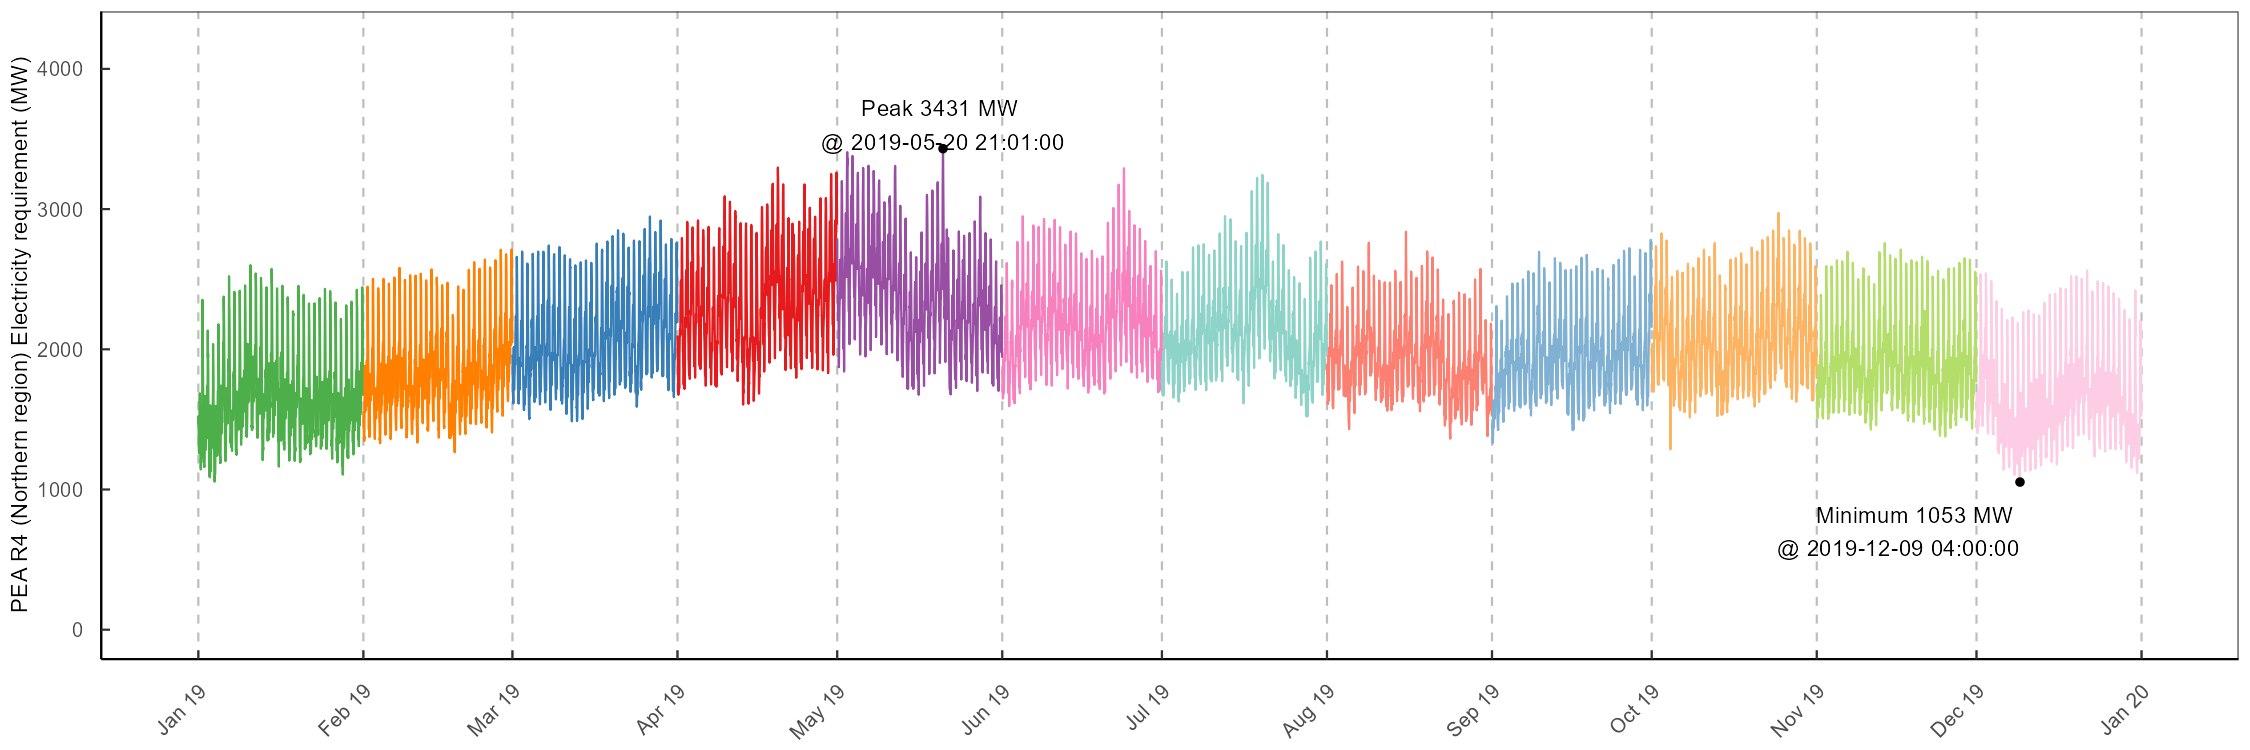 PEA R4 (Northern region) Electricity requirement (MW)
4000
3000
2000
1000
0
Peak 3431 MW
@ 2019-05-20 21:01:00
Minimum 1053 MW
@ 2019-12-09 04:00:00
Jan 19
Feb 19
Mar 19
Apr 19
May 19
Jun 19
Jul 19
Aug 19
Sep 19
Oct 19
Nov 19
Dec 19
Jan 20